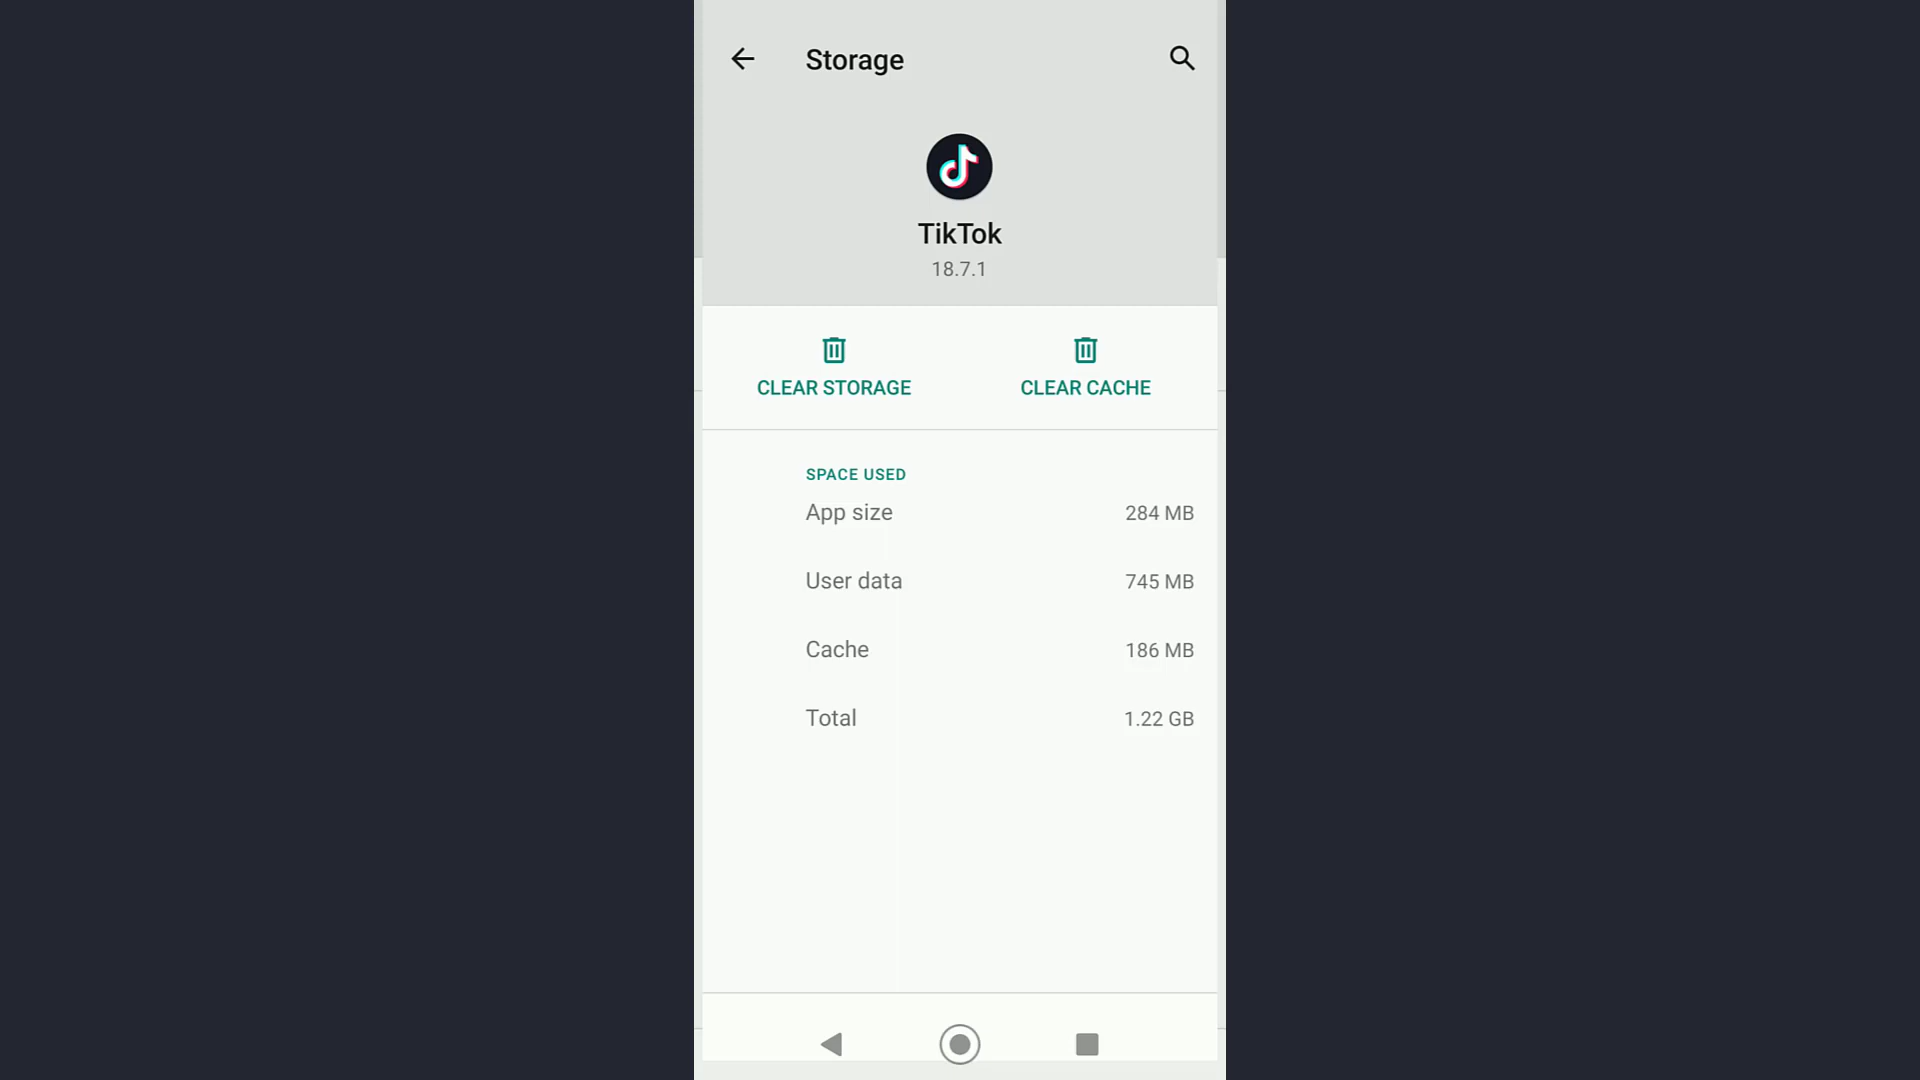 Storage
TikTok
18.7.1
CLEAR STORAGE CLEAR CACHE
SPACE USED
App size 284 MB
User data 745 MB
Cache 186 MB
Total 1.22 GB